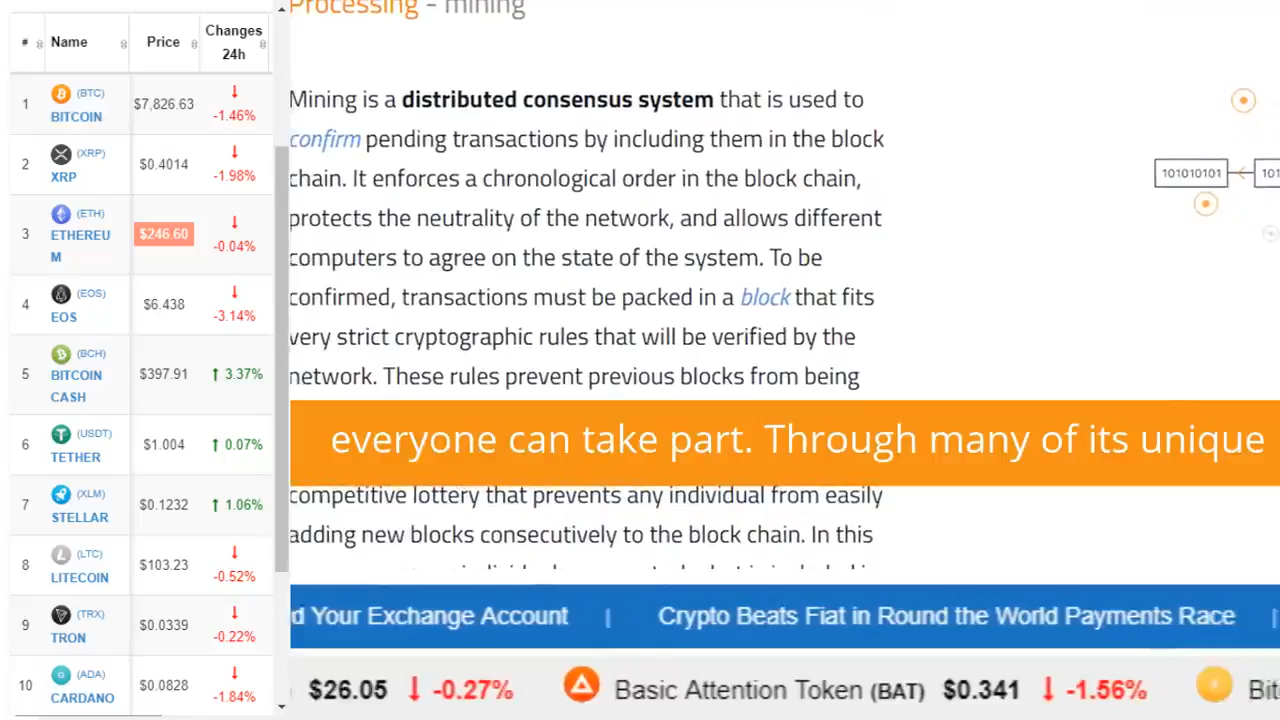 # Name Price Changes 24h
1 (BTC) BITCOIN $7,826.63 ↓ -1.46%
2 (XRP) XRP $0.4014 ↓ -1.98%
3 (ETH) ETHEREU M $246.60 ↓ -0.04%
4 (EOS) EOS $6.438 ↓ -3.14%
5 (BCH) BITCOIN CASH $397.91 ↑ 3.37%
6 (USDT) TETHER $1.004 ↑ 0.07%
7 (XLM) STELLAR $0.1232 ↑ 1.06%
8 (LTC) LITECOIN $103.23 ↓ -0.52%
9 (TRX) TRON $0.0339 ↓ -0.22%
10 (ADA) CARDANO $0.0828 ↓ -1.84%
Processing - mining
Mining is a distributed consensus system that is used to
confirm pending transactions by including them in the block
chain. It enforces a chronological order in the block chain,
protects the neutrality of the network, and allows different
computers to agree on the state of the system. To be
confirmed, transactions must be packed in a block that fits
very strict cryptographic rules that will be verified by the
network. These rules prevent previous blocks from being
everyone can take part. Through many of its unique
competitive lottery that prevents any individual from easily
adding new blocks consecutively to the block chain. In this
101010101 101
d Your Exchange Account | Crypto Beats Fiat in Round the World Payments Race |
$26.05 ↓ -0.27% Basic Attention Token (BAT) $0.341 ↓ -1.56% Bit